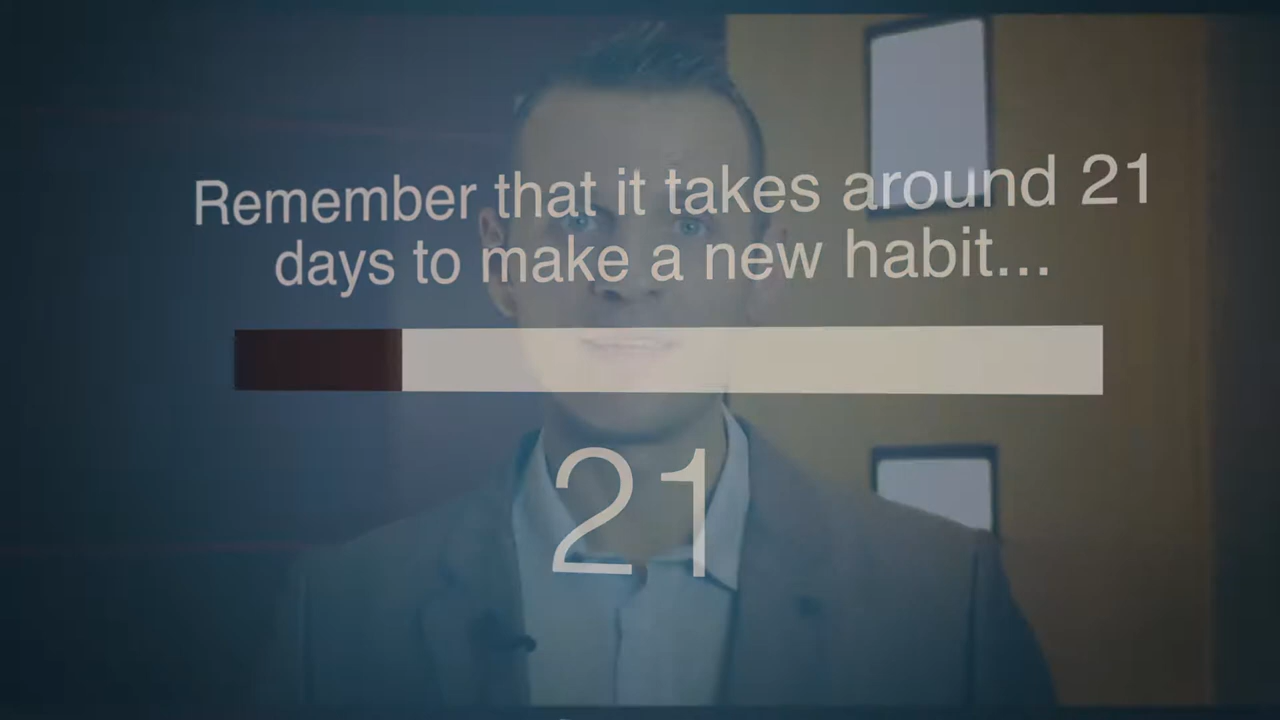 Remember that it takes around 21
days to make a new habit...
21